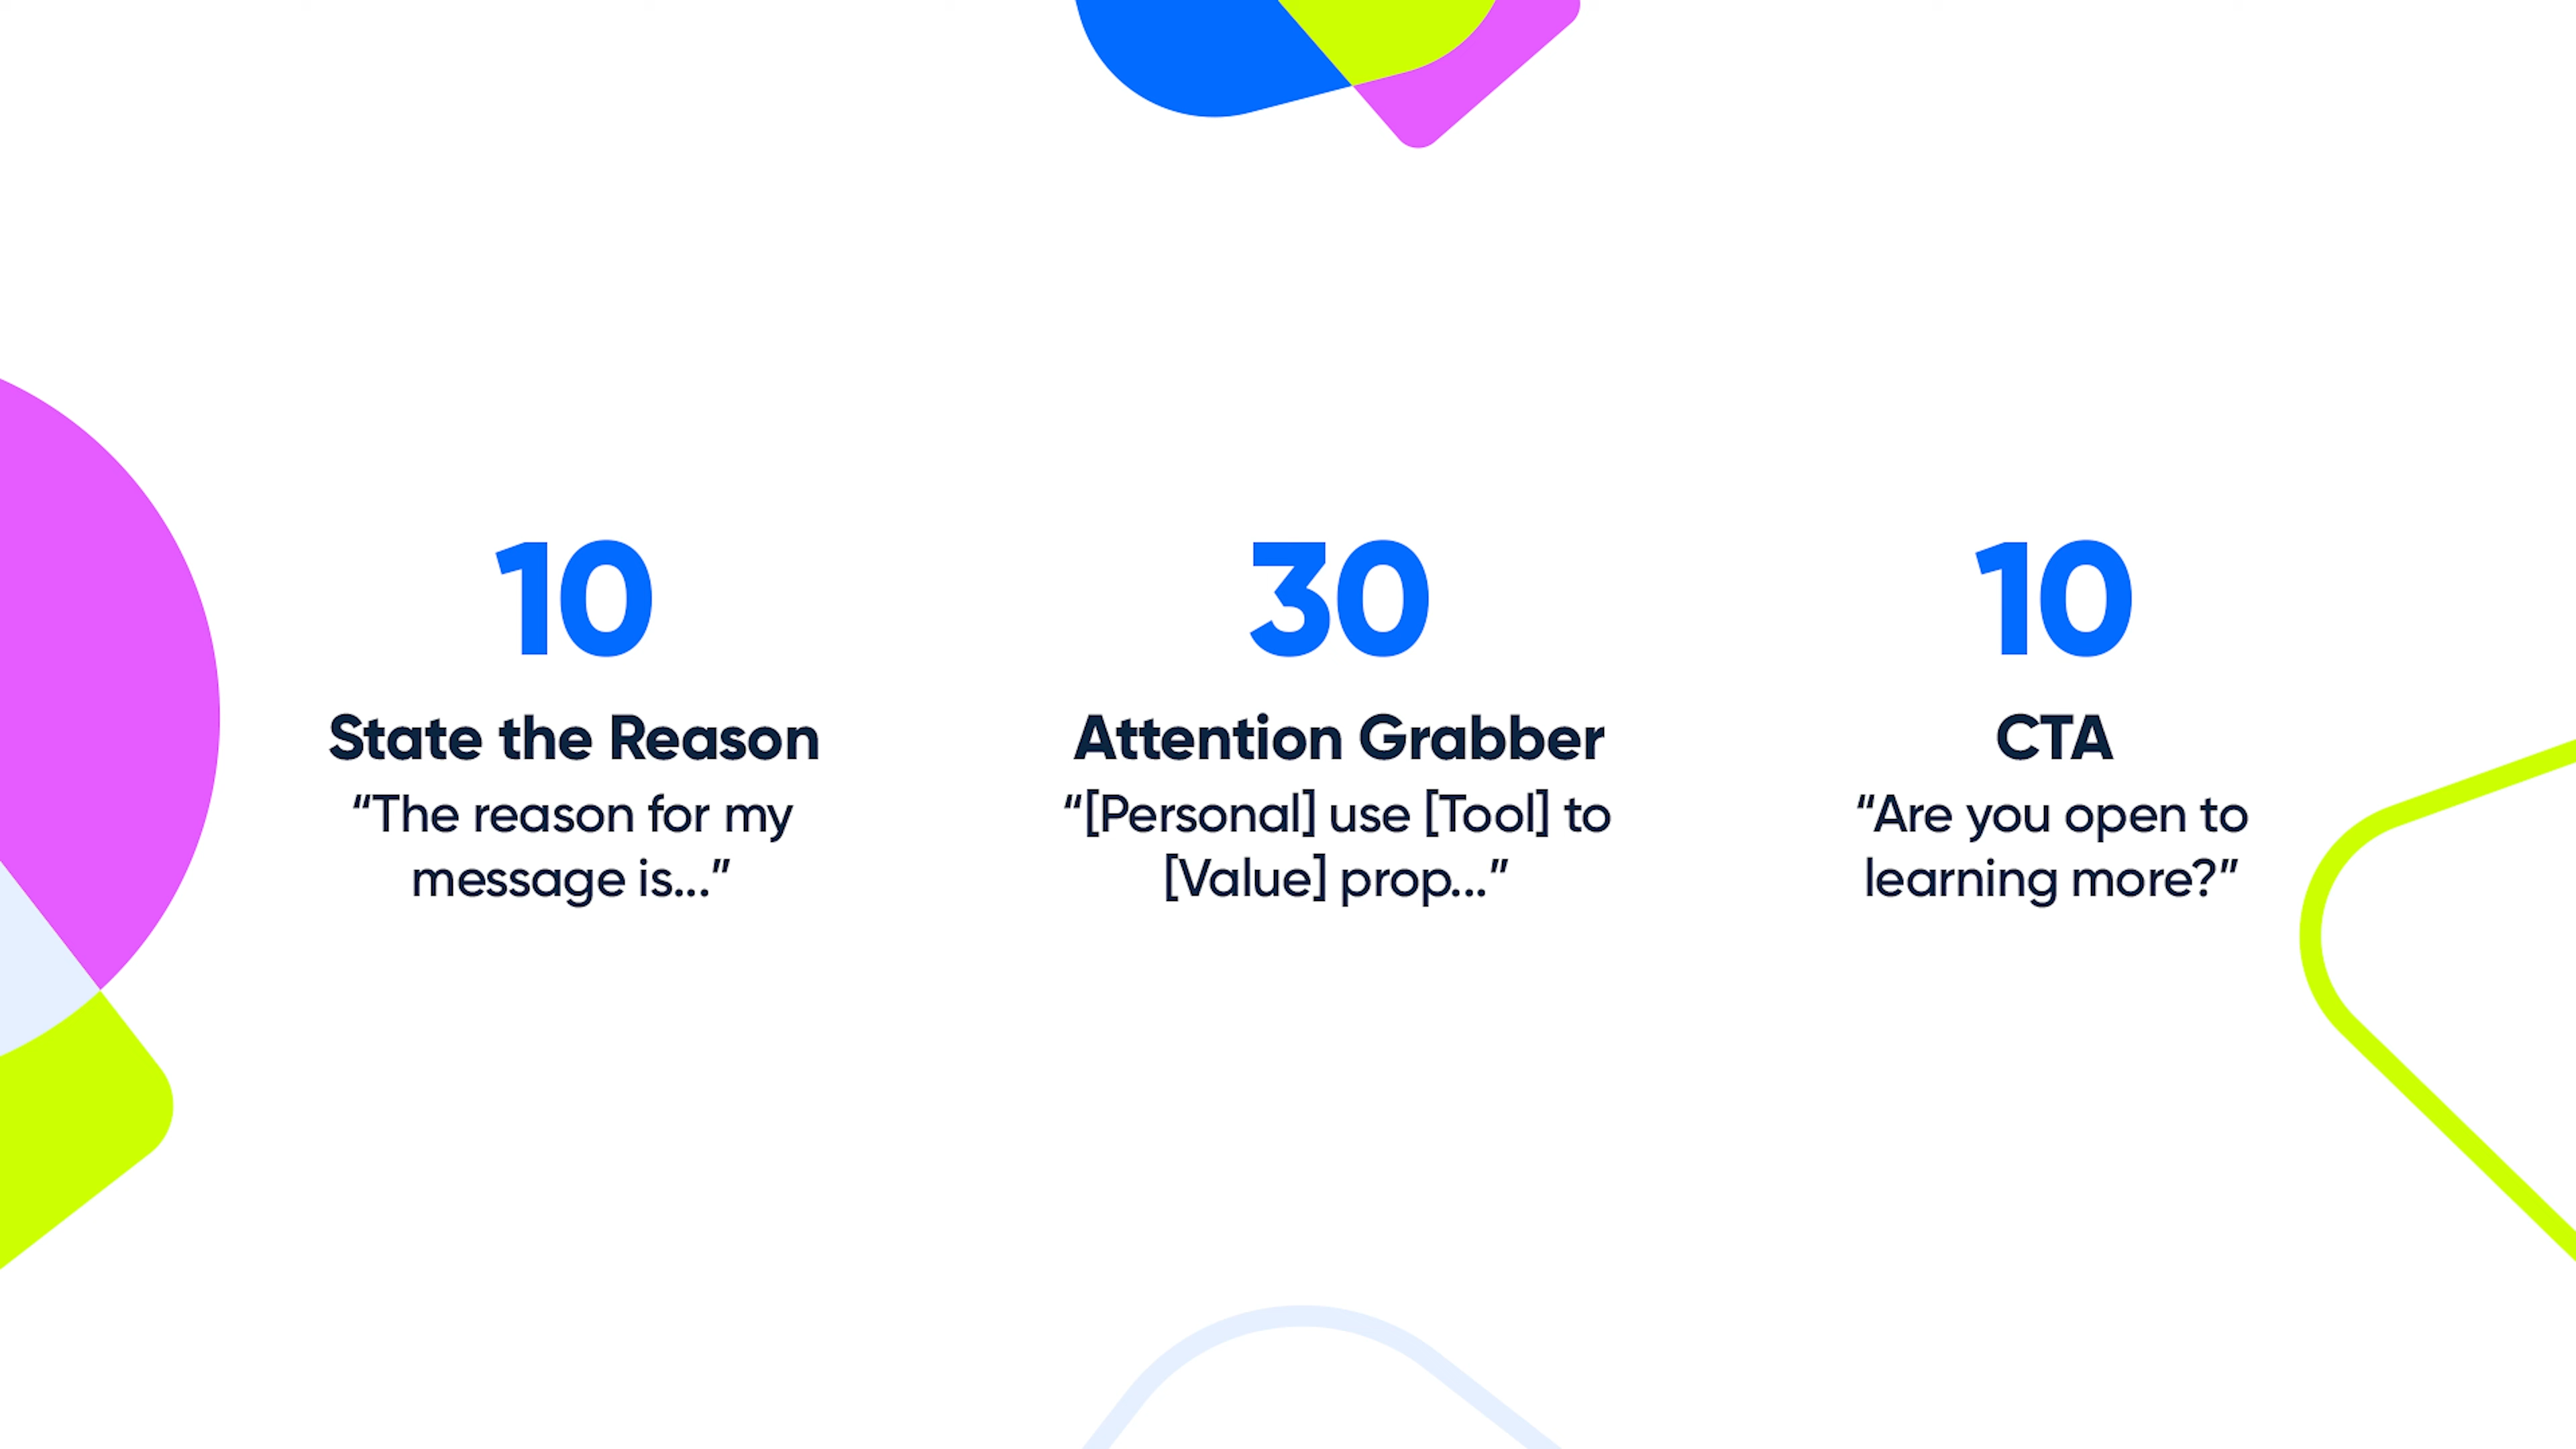 10
State the Reason
“The reason for my
message is...”
30
Attention Grabber
“[Personal] use [Tool] to
[Value] prop...”
10
CTA
“Are you open to
learning more?”